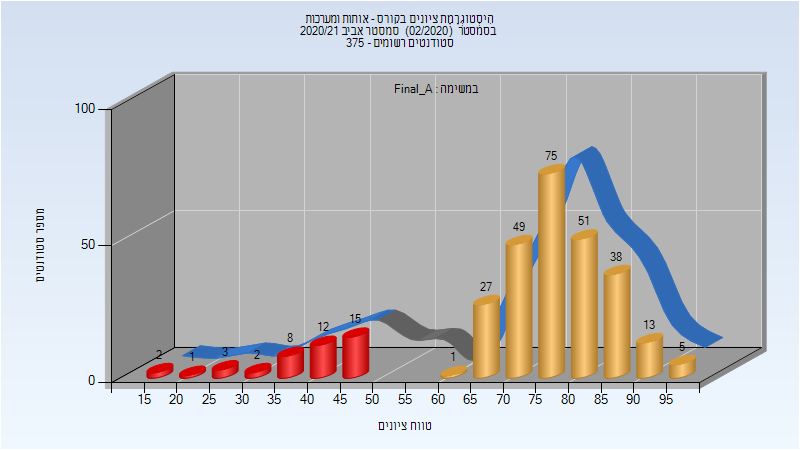 היסטוגרמת ציונים בקורס - אותות ומערכות
בסמסטר (02/2020) סמסטר אביב 2020/21
סטודנטים רשומים - 375
במשימה : Final_A
מספר סטודנטים
100
50
0
2
1
3
2
8
12
15
1
27
49
75
51
38
13
5
15 20 25 30 35 40 45 50 55 60 65 70 75 80 85 90 95
טווח ציונים